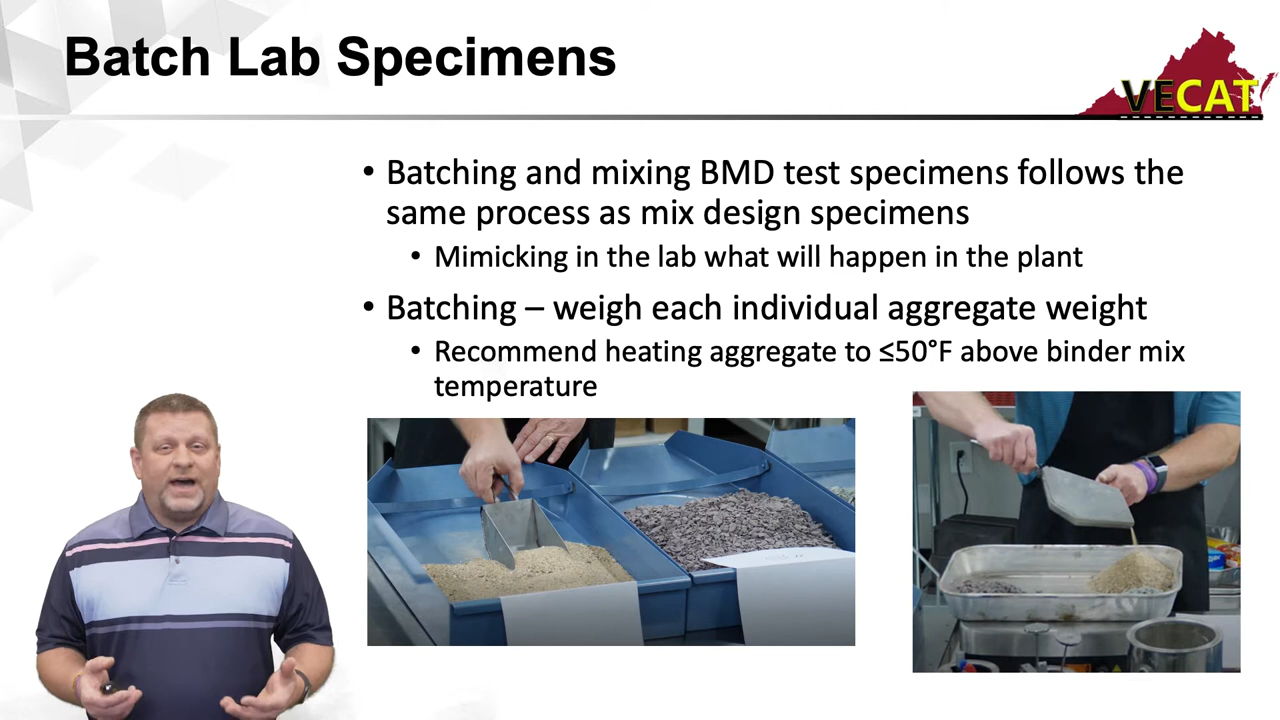 Batch Lab Specimens
VECAT
• Batching and mixing BMD test specimens follows the
same process as mix design specimens
• Mimicking in the lab what will happen in the plant
• Batching – weigh each individual aggregate weight
• Recommend heating aggregate to ≤50°F above binder mix
temperature